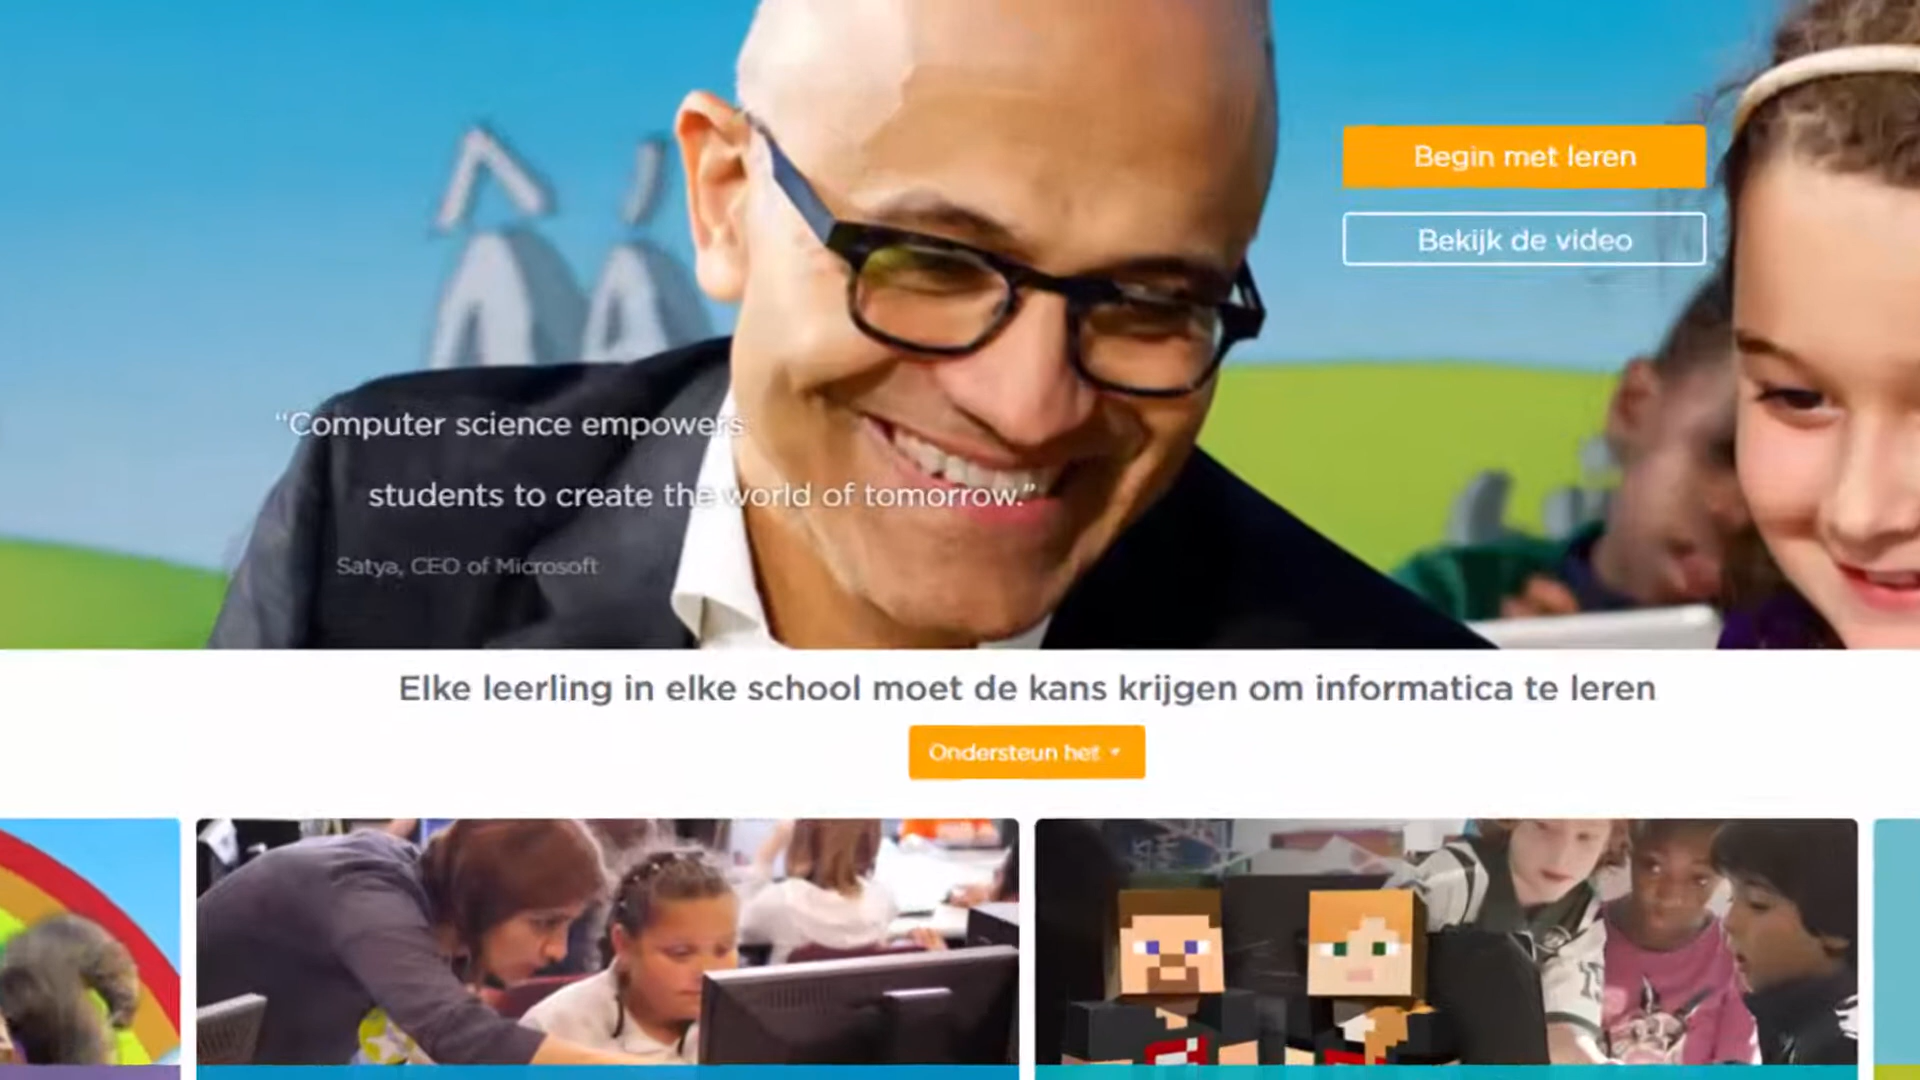 Begin met leren
Bekijk de video
“Computer science empowers
students to create the world of tomorrow.”
Satya, CEO of Microsoft
Elke leerling in elke school moet de kans krijgen om informatica te leren
Ondersteun het